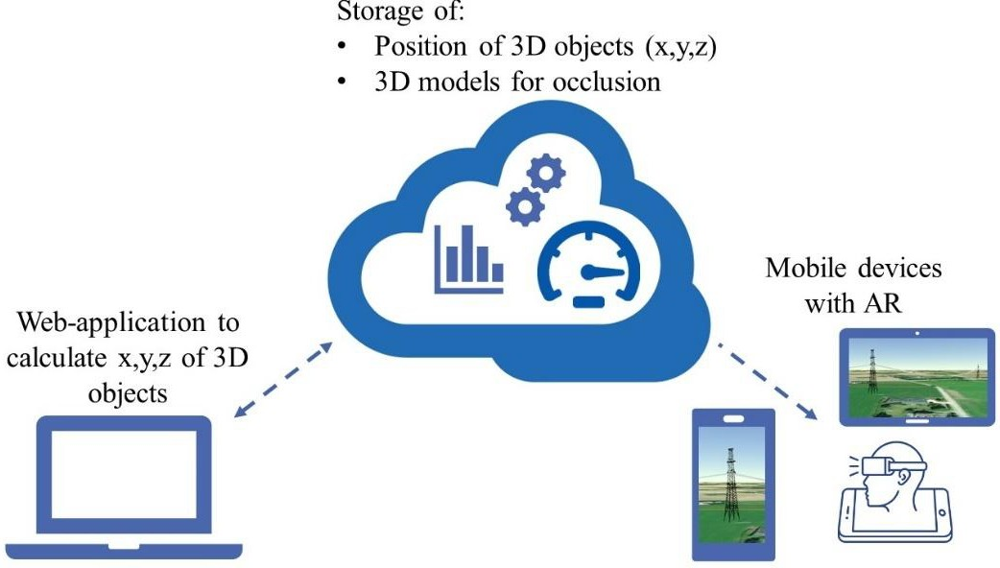 Storage of:
• Position of 3D objects (x,y,z)
• 3D models for occlusion
Mobile devices
with AR
Web-application to
calculate x,y,z of 3D
objects